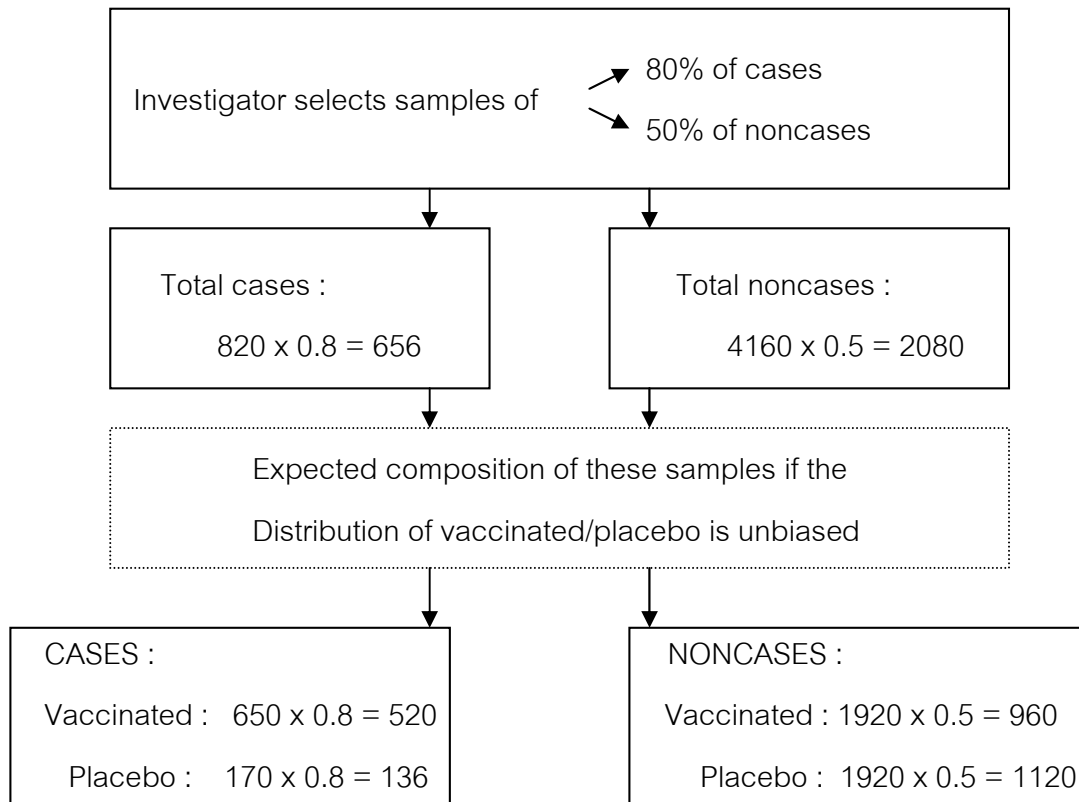 80% of cases
Investigator selects samples of
50% of noncases
Total cases :
820 x 0.8 = 656
Total noncases :
4160 x 0.5 = 2080
Expected composition of these samples if the
Distribution of vaccinated/placebo is unbiased
CASES :
Vaccinated : 650 x 0.8 = 520
Placebo : 170 x 0.8 = 136
NONCASES :
Vaccinated : 1920 x 0.5 = 960
Placebo : 1920 x 0.5 = 1120